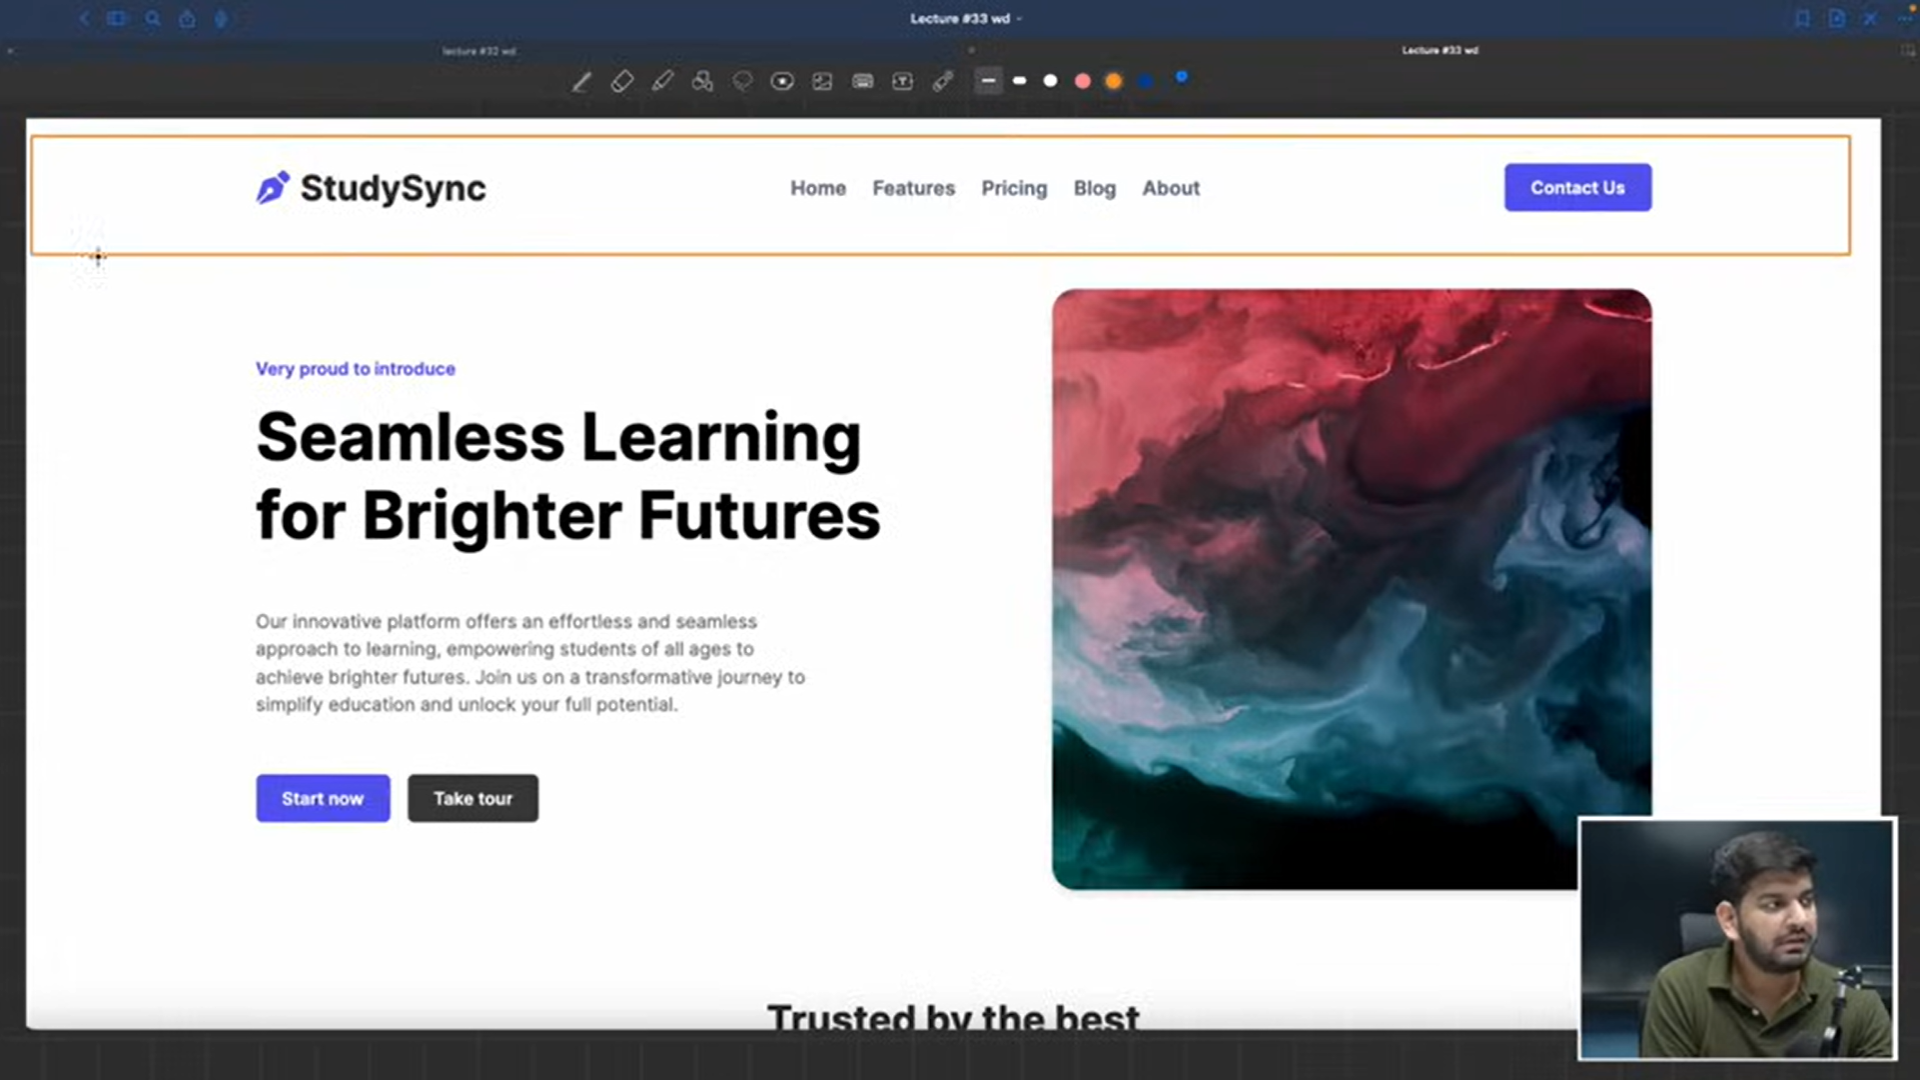 Lecture #33 wd
lecture #32 wd
Lecture #33 wd
StudySync
Home
Features
Pricing
Blog
About
Contact Us
Very proud to introduce
Seamless Learning
for Brighter Futures
Our innovative platform offers an effortless and seamless
approach to learning, empowering students of all ages to
achieve brighter futures. Join us on a transformative journey to
simplify education and unlock your full potential.
Start now
Take tour
Trusted by the best